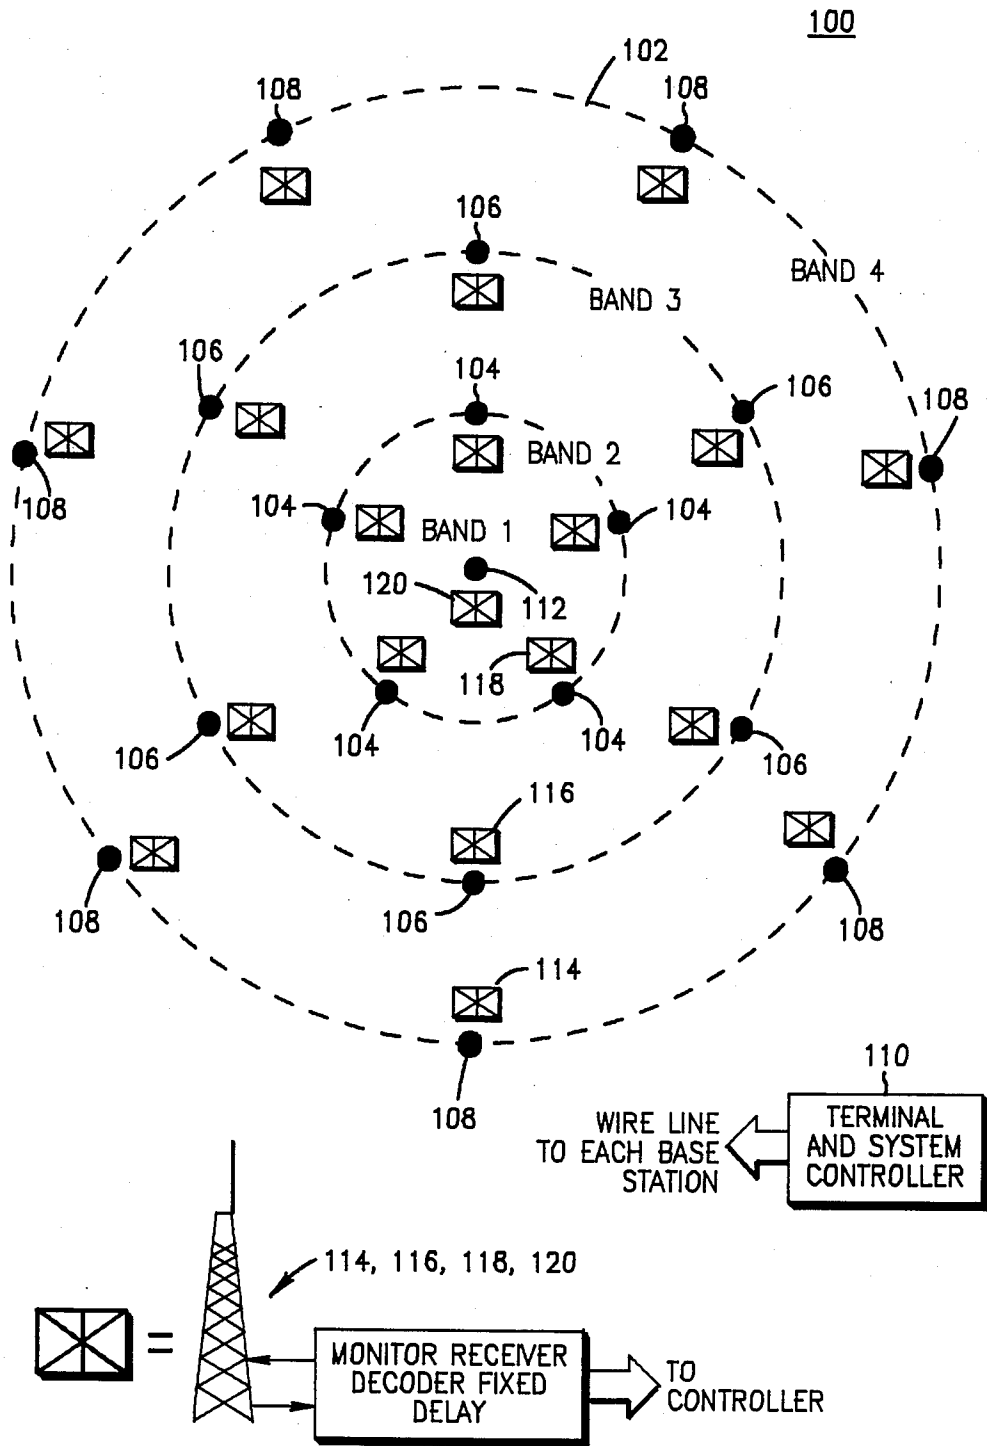 100
102
108
108
106
BAND 4
BAND 3
106
104
106
108
BAND 2
108
104
BAND 1
104
120
112
118
104
104
106
106
116
108
106
108
114
108
110
WIRE LINE
TO EACH BASE
STATION
TERMINAL
AND SYSTEM
CONTROLLER
114, 116, 118, 120
=
MONITOR RECEIVER
DECODER FIXED
DELAY
TO
CONTROLLER